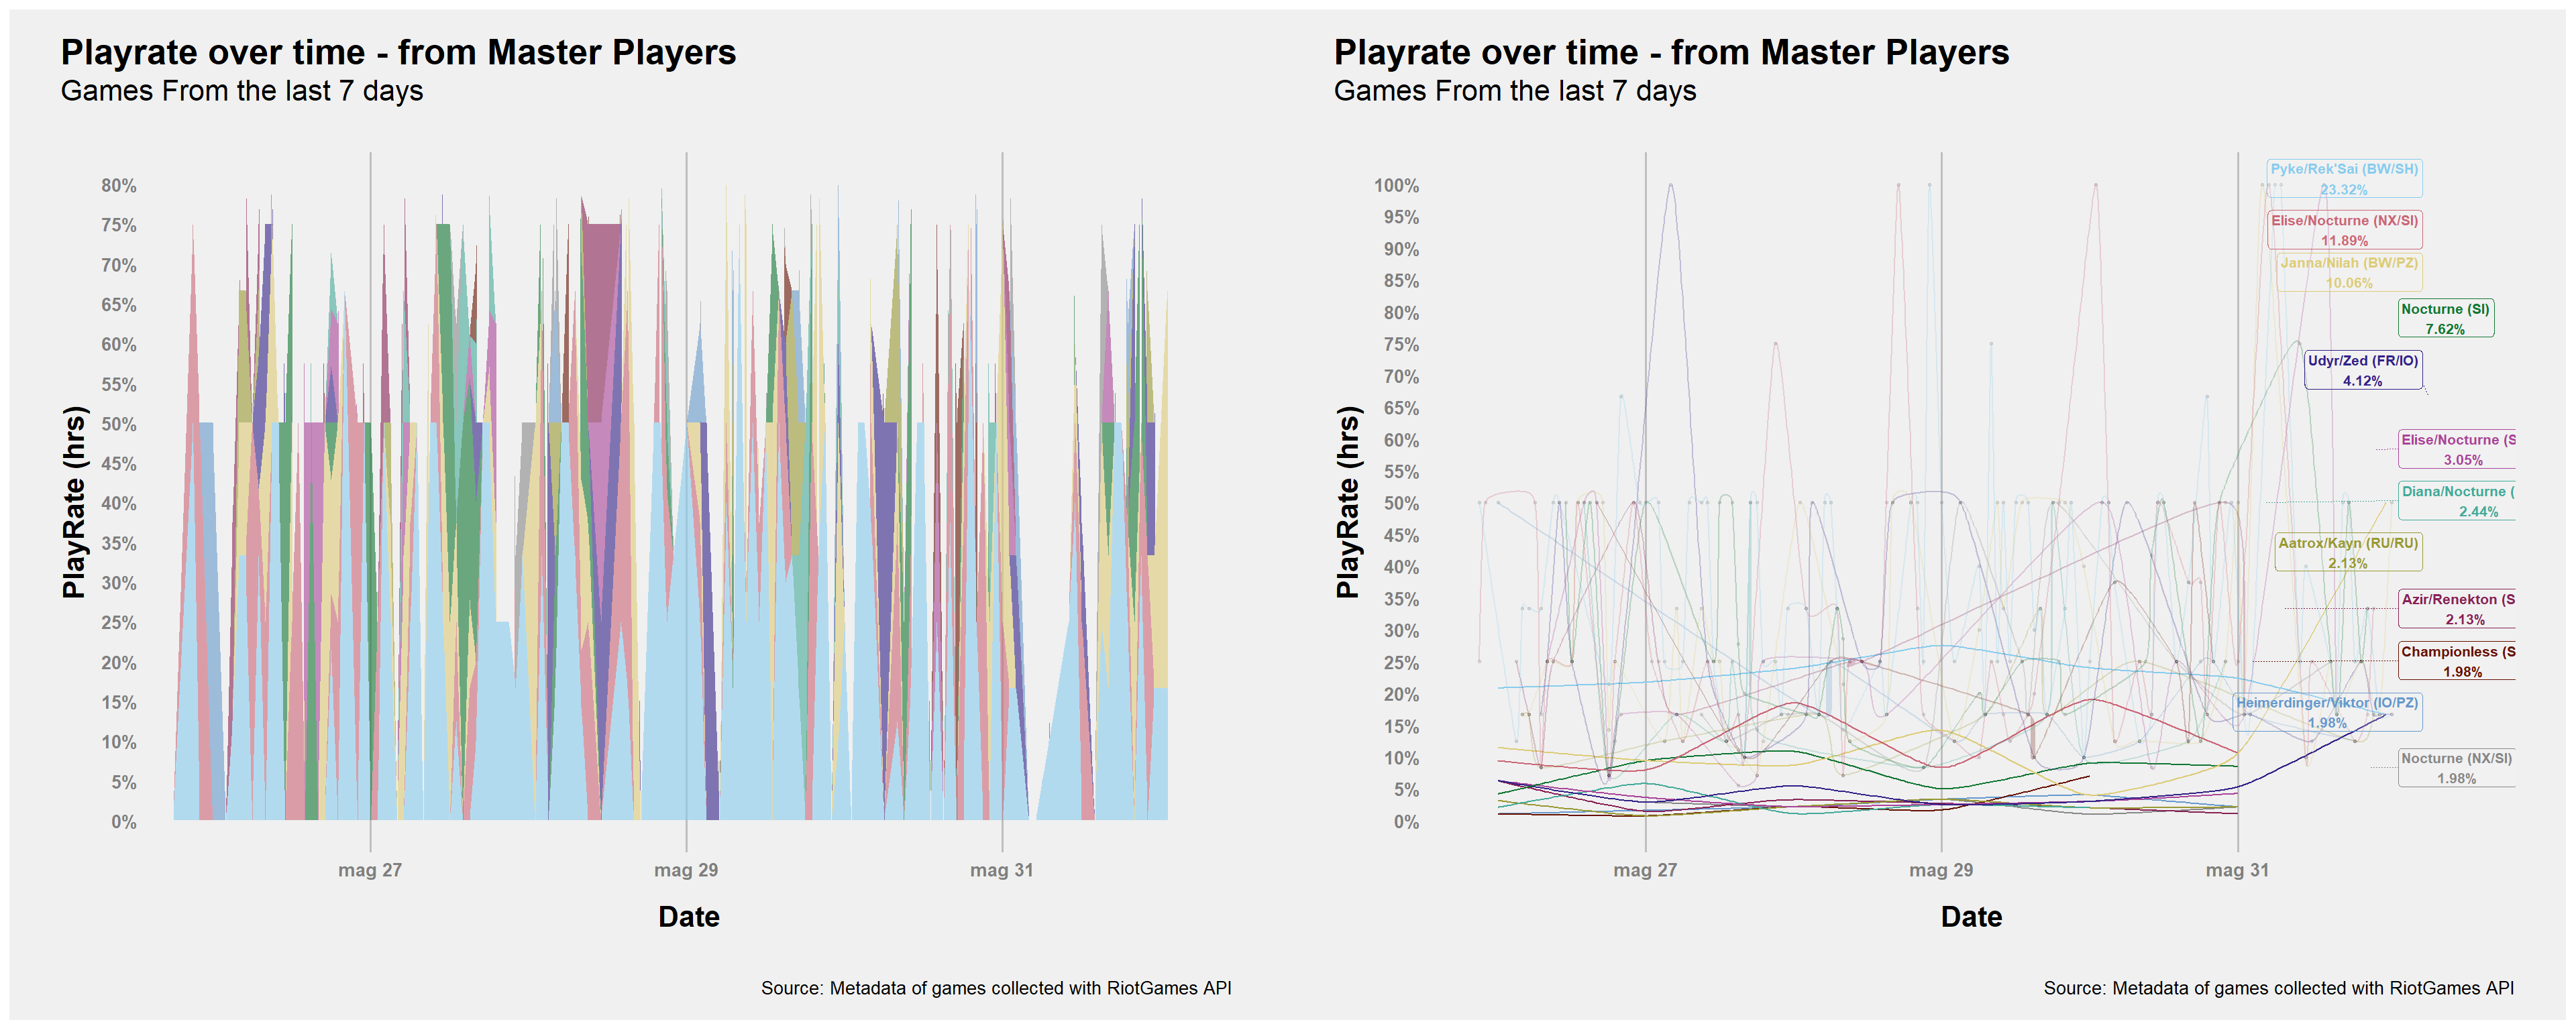 Playrate over time - from Master Players
Games From the last 7 days
80%
75%
70%
65%
60%
55%
50%
45%
40%
35%
30%
25%
20%
15%
10%
5%
0%
PlayRate (hrs)
mag 27
mag 29
mag 31
Date
Source: Metadata of games collected with RiotGames API
Playrate over time - from Master Players
Games From the last 7 days
100%
95%
90%
85%
80%
75%
70%
65%
60%
55%
50%
45%
40%
35%
30%
25%
20%
15%
10%
5%
0%
PlayRate (hrs)
Pyke/Rek'Sai (BW/SH)
23.32%
Elise/Nocturne (NX/SI)
11.89%
Janna/Nilah (BW/PZ)
10.06%
Nocturne (SI)
7.62%
Udyr/Zed (FR/IO)
4.12%
Elise/Nocturne (S
3.05%
Diana/Nocturne (
2.44%
Aatrox/Kayn (RU/RU)
2.13%
Azir/Renekton (S
2.13%
Championless (S
1.98%
Heimerdinger/Viktor (IO/PZ)
1.98%
Nocturne (NX/SI)
1.98%
mag 27
mag 29
mag 31
Date
Source: Metadata of games collected with RiotGames API